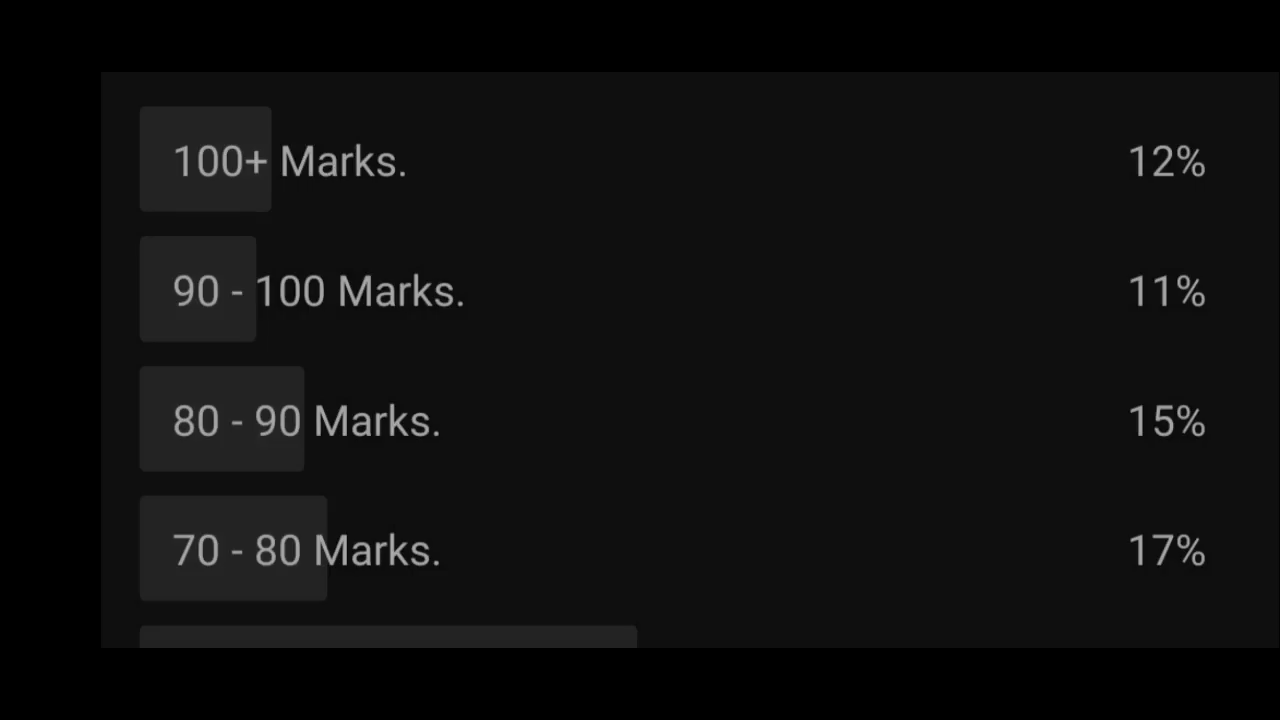 100+ Marks. 12%
90 - 100 Marks. 11%
80 - 90 Marks. 15%
70 - 80 Marks. 17%